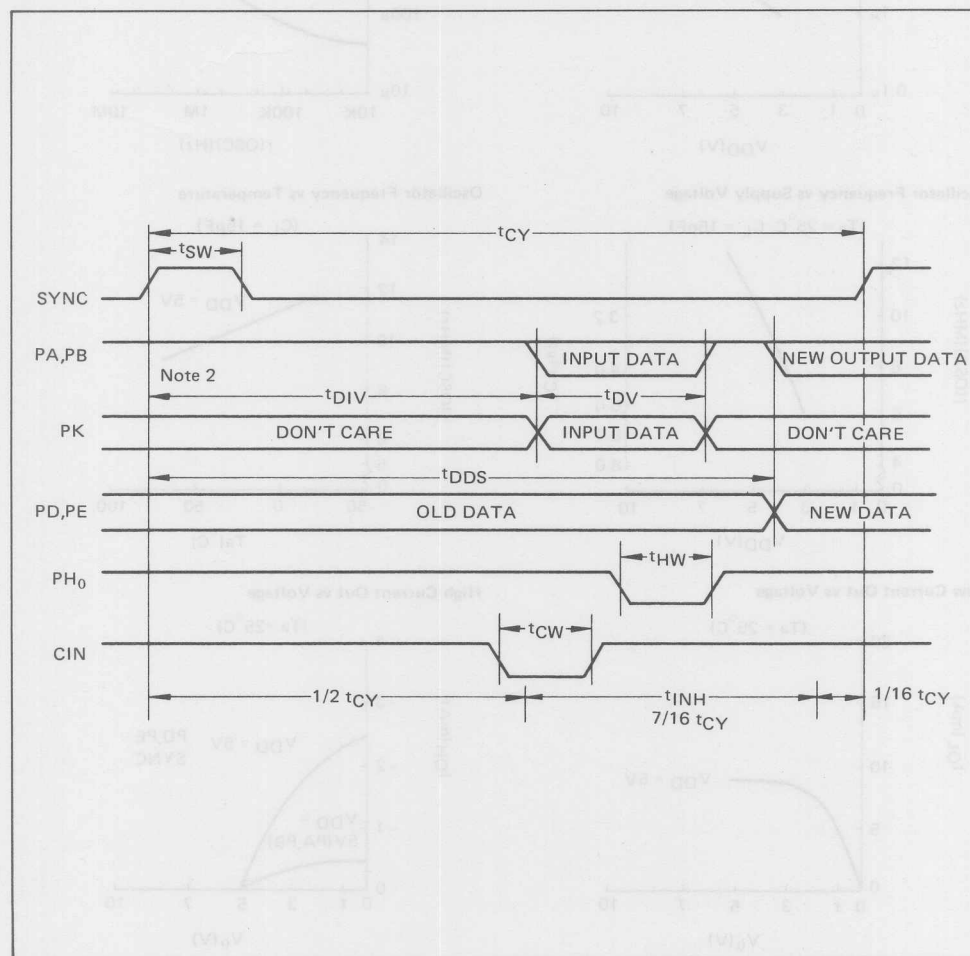 tCY
tSW
SYNC
PA,PB INPUT DATA NEW OUTPUT DATA
Note 2
tDIV tDV
PK DON'T CARE INPUT DATA DON'T CARE
tDDS
PD,PE OLD DATA NEW DATA
tHW
PH0
tCW
CIN
1/2 tCY tINH 1/16 tCY
7/16 tCY